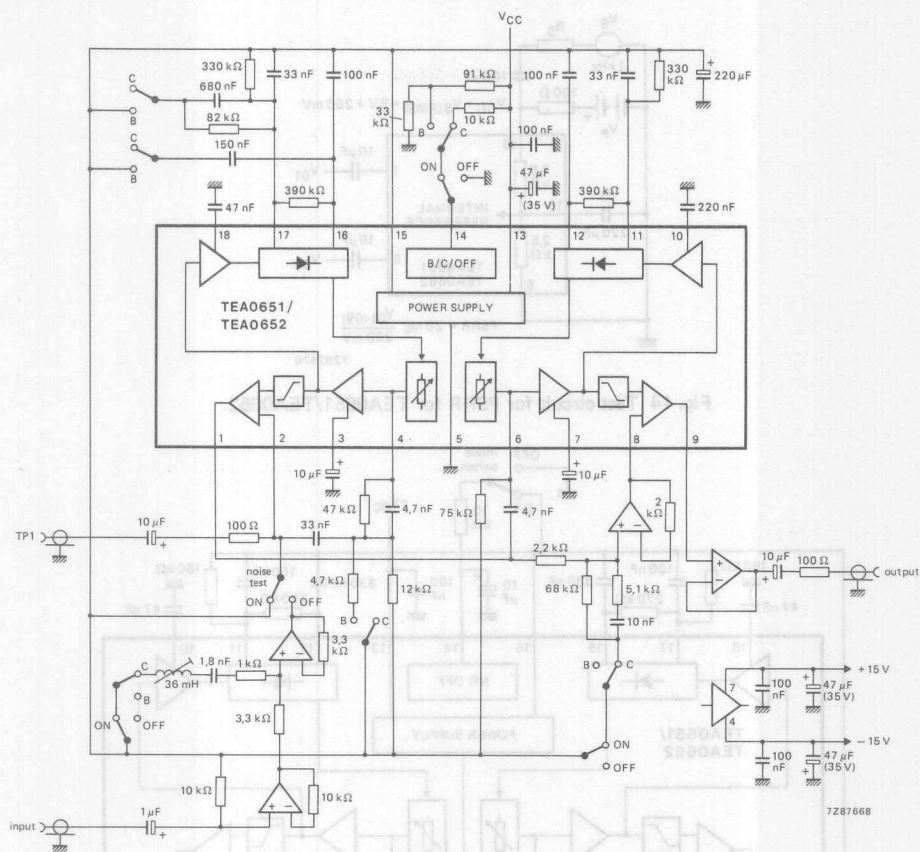 VCC
330 kΩ
33 nF
100 nF
91 kΩ
100 nF
33 nF
330 kΩ
+
220 µF
C
680 nF
B
82 kΩ
33 kΩ
B
C
10 kΩ
100 nF
C
150 nF
B
ON
OFF
47 µF
(35 V)
+
390 kΩ
390 kΩ
47 nF
220 nF
18
17
16
15
14
13
12
11
10
B/C/OFF
TEA0651/
TEA0652
POWER SUPPLY
1
2
3
4
5
6
7
8
9
10 µF
+
+
10 µF
47 kΩ
4,7 nF
75 kΩ
4,7 nF
2 kΩ
TP1
10 µF
+
100 Ω
33 nF
+
−
2,2 kΩ
10 µF
+
100 Ω
output
+
−
noise
test
ON
OFF
4,7 kΩ
12 kΩ
68 kΩ
5,1 kΩ
10 nF
B
C
+
−
3,3 kΩ
C
36 mH
1,8 nF
1 kΩ
B
ON
OFF
B
C
3,3 kΩ
7
4
100 nF
+
47 µF
(35 V)
+ 15 V
ON
OFF
100 nF
+
47 µF
(35 V)
− 15 V
10 kΩ
+
−
10 kΩ
input
1 µF
+
7Z87668